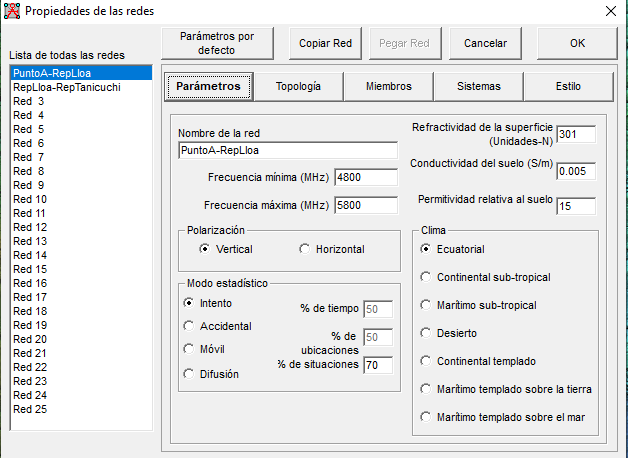 Propiedades de las redes
Lista de todas las redes
PuntoA-RepLloa
RepLloa-RepTanicuchi
Red 3
Red 4
Red 5
Red 6
Red 7
Red 8
Red 9
Red 10
Red 11
Red 12
Red 13
Red 14
Red 15
Red 16
Red 17
Red 18
Red 19
Red 20
Red 21
Red 22
Red 23
Red 24
Red 25
Parámetros por
defecto
Copiar Red
Pegar Red
Cancelar
OK
Parámetros
Topología
Miembros
Sistemas
Estilo
Nombre de la red
PuntoA-RepLloa
Frecuencia mínima (MHz) 4800
Frecuencia máxima (MHz) 5800
Refractividad de la superficie
(Unidades-N) 301
Conductividad del suelo (S/m)
0.005
Permitividad relativa al suelo
15
Polarización
Vertical
Horizontal
Modo estadístico
Intento
Accidental
Móvil
Difusión
% de tiempo 50
% de
ubicaciones 50
% de situaciones 70
Clima
Ecuatorial
Continental sub-tropical
Marítimo sub-tropical
Desierto
Continental templado
Marítimo templado sobre la tierra
Marítimo templado sobre el mar